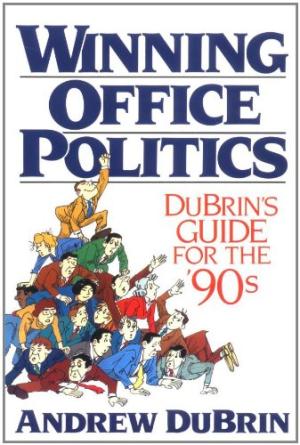 WINNING
OFFICE
POLITICS
DUBRIN'S
GUIDE
FOR THE
'90s
ANDREW DUBRIN